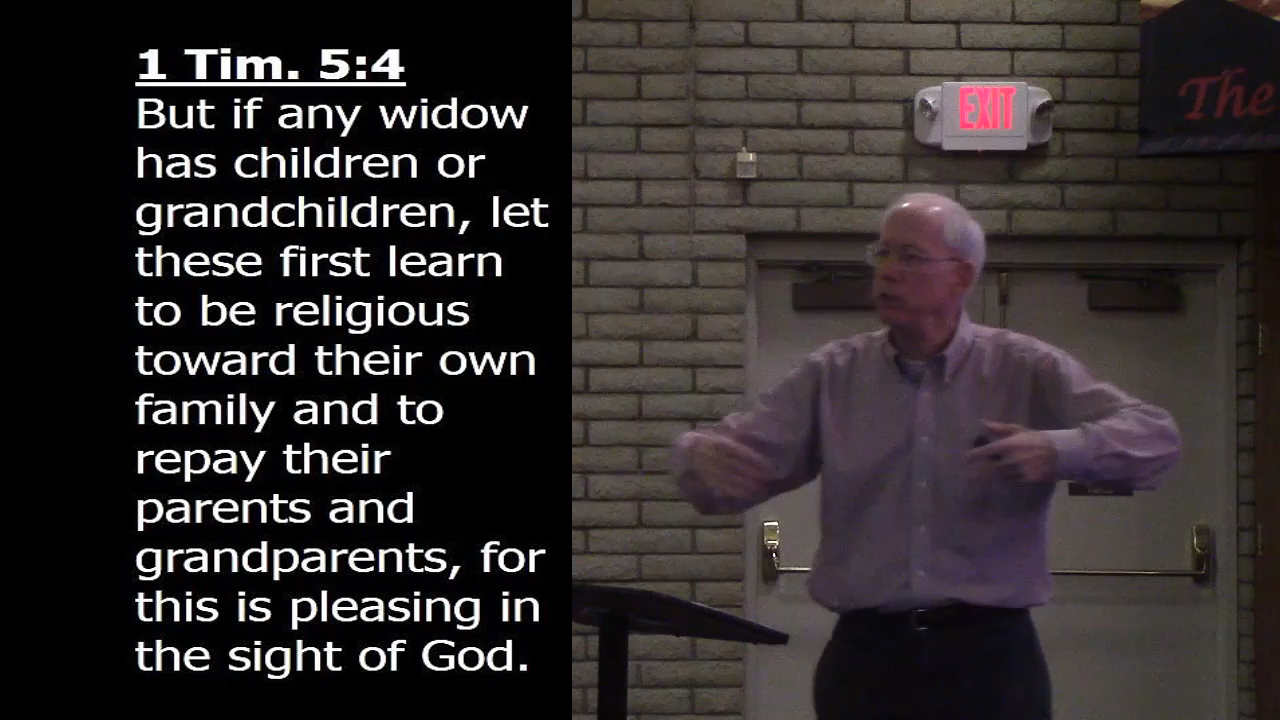 1 Tim. 5:4
But if any widow
has children or
grandchildren, let
these first learn
to be religious
toward their own
family and to
repay their
parents and
grandparents, for
this is pleasing in
the sight of God.
EXIT
The